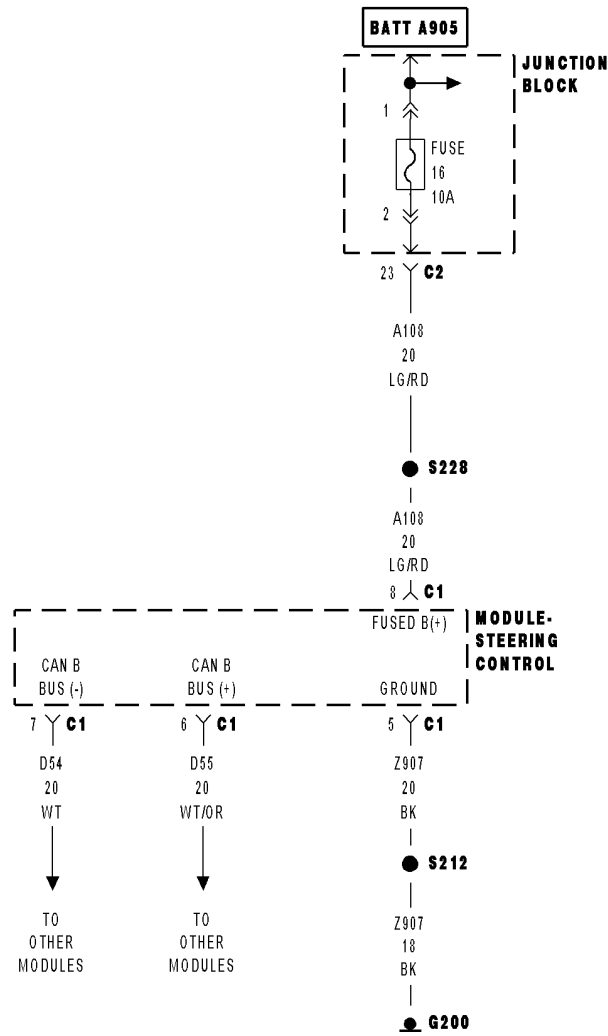 BATT A905
JUNCTION
BLOCK
1
FUSE
16
10A
2
23 C2
A108
20
LG/RD
S228
A108
20
LG/RD
8 C1
FUSED B(+)
MODULE-
STEERING
CONTROL
CAN B
BUS (-)
CAN B
BUS (+)
GROUND
7 C1
6 C1
5 C1
D54
20
WT
D55
20
WT/OR
Z907
20
BK
S212
TO
OTHER
MODULES
TO
OTHER
MODULES
Z907
18
BK
G200